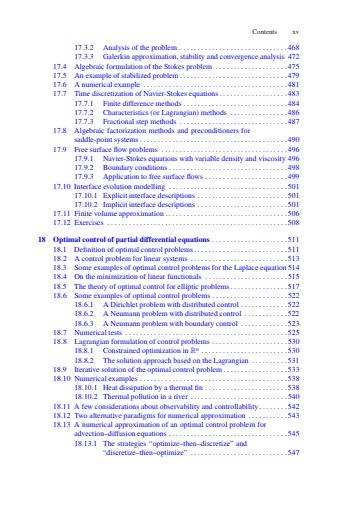 Contents xv
17.3.2 Analysis of the problem 468
17.3.3 Galerkin approximation, stability and convergence analysis 472
17.4 Algebraic formulation of the Stokes problem 475
17.5 An example of stabilized problem 479
17.6 A numerical example 481
17.7 Time discretization of Navier-Stokes equations 483
17.7.1 Finite difference methods 484
17.7.2 Characteristics (or Lagrangian) methods 486
17.7.3 Fractional step methods 487
17.8 Algebraic factorization methods and preconditioners for
saddle-point systems 490
17.9 Free surface flow problems 496
17.9.1 Navier-Stokes equations with variable density and viscosity 496
17.9.2 Boundary conditions 498
17.9.3 Application to free surface flows 499
17.10 Interface evolution modelling 501
17.10.1 Explicit interface descriptions 501
17.10.2 Implicit interface descriptions 501
17.11 Finite volume approximation 506
17.12 Exercises 508
18 Optimal control of partial differential equations 511
18.1 Definition of optimal control problems 511
18.2 A control problem for linear systems 513
18.3 Some examples of optimal control problems for the Laplace equation 514
18.4 On the minimization of linear functionals 515
18.5 The theory of optimal control for elliptic problems 517
18.6 Some examples of optimal control problems 522
18.6.1 A Dirichlet problem with distributed control 522
18.6.2 A Neumann problem with distributed control 522
18.6.3 A Neumann problem with boundary control 523
18.7 Numerical tests 525
18.8 Lagrangian formulation of control problems 530
18.8.1 Constrained optimization in ℝⁿ 530
18.8.2 The solution approach based on the Lagrangian 531
18.9 Iterative solution of the optimal control problem 533
18.10 Numerical examples 538
18.10.1 Heat dissipation by a thermal fin 538
18.10.2 Thermal pollution in a river 540
18.11 A few considerations about observability and controllability 542
18.12 Two alternative paradigms for numerical approximation 543
18.13 A numerical approximation of an optimal control problem for
advection–diffusion equations 545
18.13.1 The strategies “optimize–then–discretize” and
“discretize–then–optimize” 547